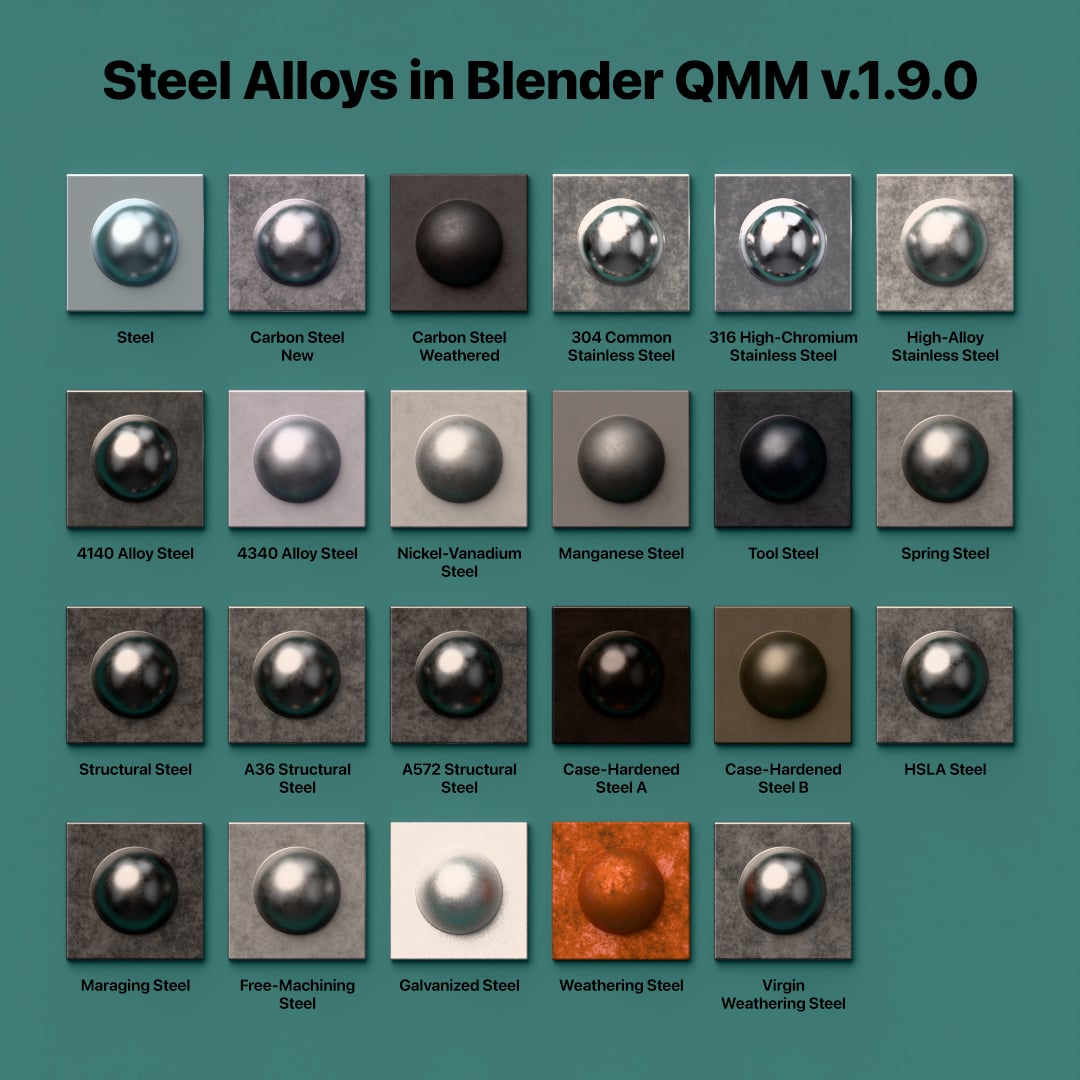 Steel Alloys in Blender QMM v.1.9.0
Steel
Carbon Steel
New
Carbon Steel
Weathered
304 Common
Stainless Steel
316 High-Chromium
Stainless Steel
High-Alloy
Stainless Steel
4140 Alloy Steel
4340 Alloy Steel
Nickel-Vanadium
Steel
Manganese Steel
Tool Steel
Spring Steel
Structural Steel
A36 Structural
Steel
A572 Structural
Steel
Case-Hardened
Steel A
Case-Hardened
Steel B
HSLA Steel
Maraging Steel
Free-Machining
Steel
Galvanized Steel
Weathering Steel
Virgin
Weathering Steel